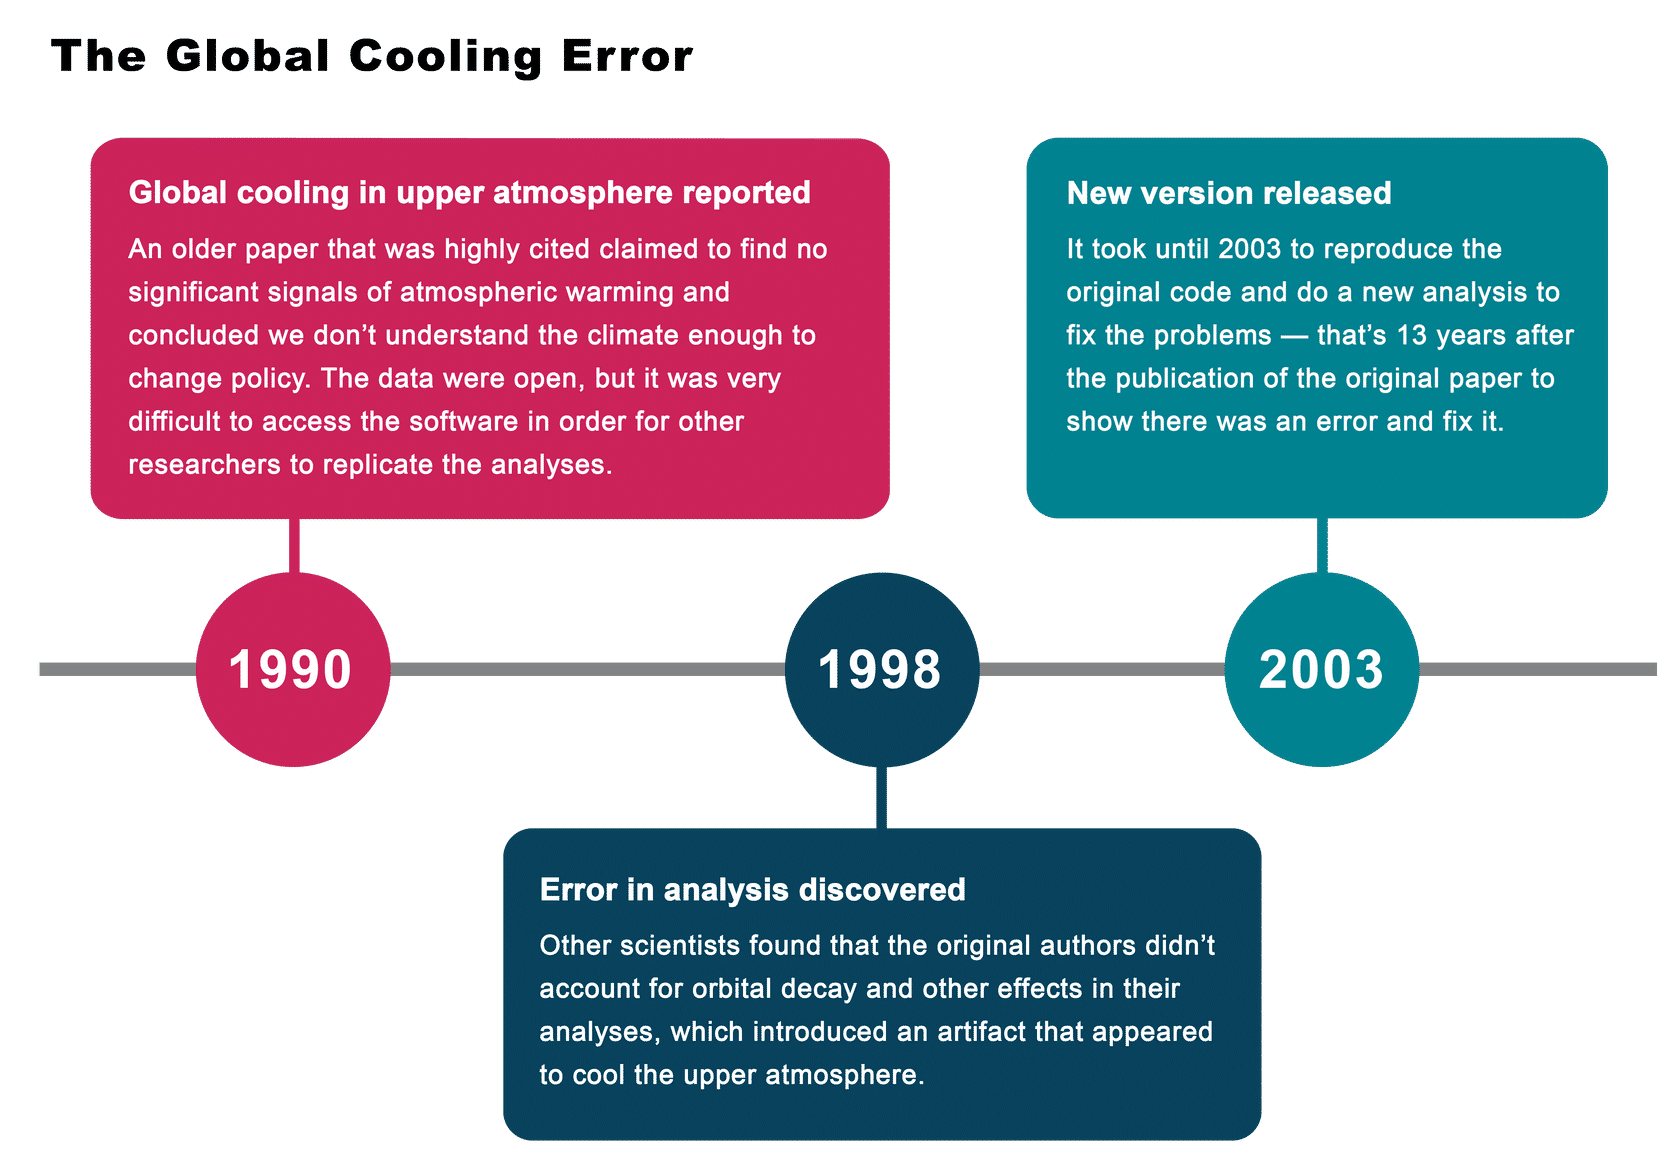 The Global Cooling Error
Global cooling in upper atmosphere reported
An older paper that was highly cited claimed to find no
significant signals of atmospheric warming and
concluded we don’t understand the climate enough to
change policy. The data were open, but it was very
difficult to access the software in order for other
researchers to replicate the analyses.
New version released
It took until 2003 to reproduce the
original code and do a new analysis to
fix the problems — that’s 13 years after
the publication of the original paper to
show there was an error and fix it.
1990
1998
2003
Error in analysis discovered
Other scientists found that the original authors didn’t
account for orbital decay and other effects in their
analyses, which introduced an artifact that appeared
to cool the upper atmosphere.